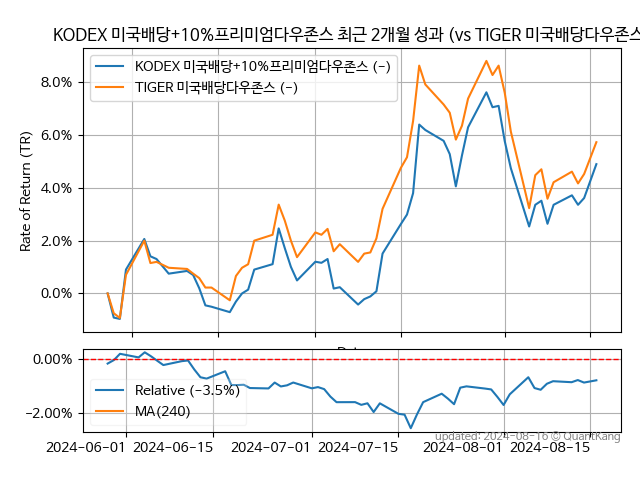 KODEX 미국배당+10%프리미엄다우존스 최근 2개월 성과 (vs TIGER 미국배당다우존스
KODEX 미국배당+10%프리미엄다우존스 (-)
TIGER 미국배당다우존스 (-)
Rate of Return (TR)
8.0%
6.0%
4.0%
2.0%
0.0%
0.00%
−2.00%
Relative (-3.5%)
MA(240)
updated: 2024-08-16 © QuantKang
2024-06-01 2024-06-15 2024-07-01 2024-07-15 2024-08-01 2024-08-15